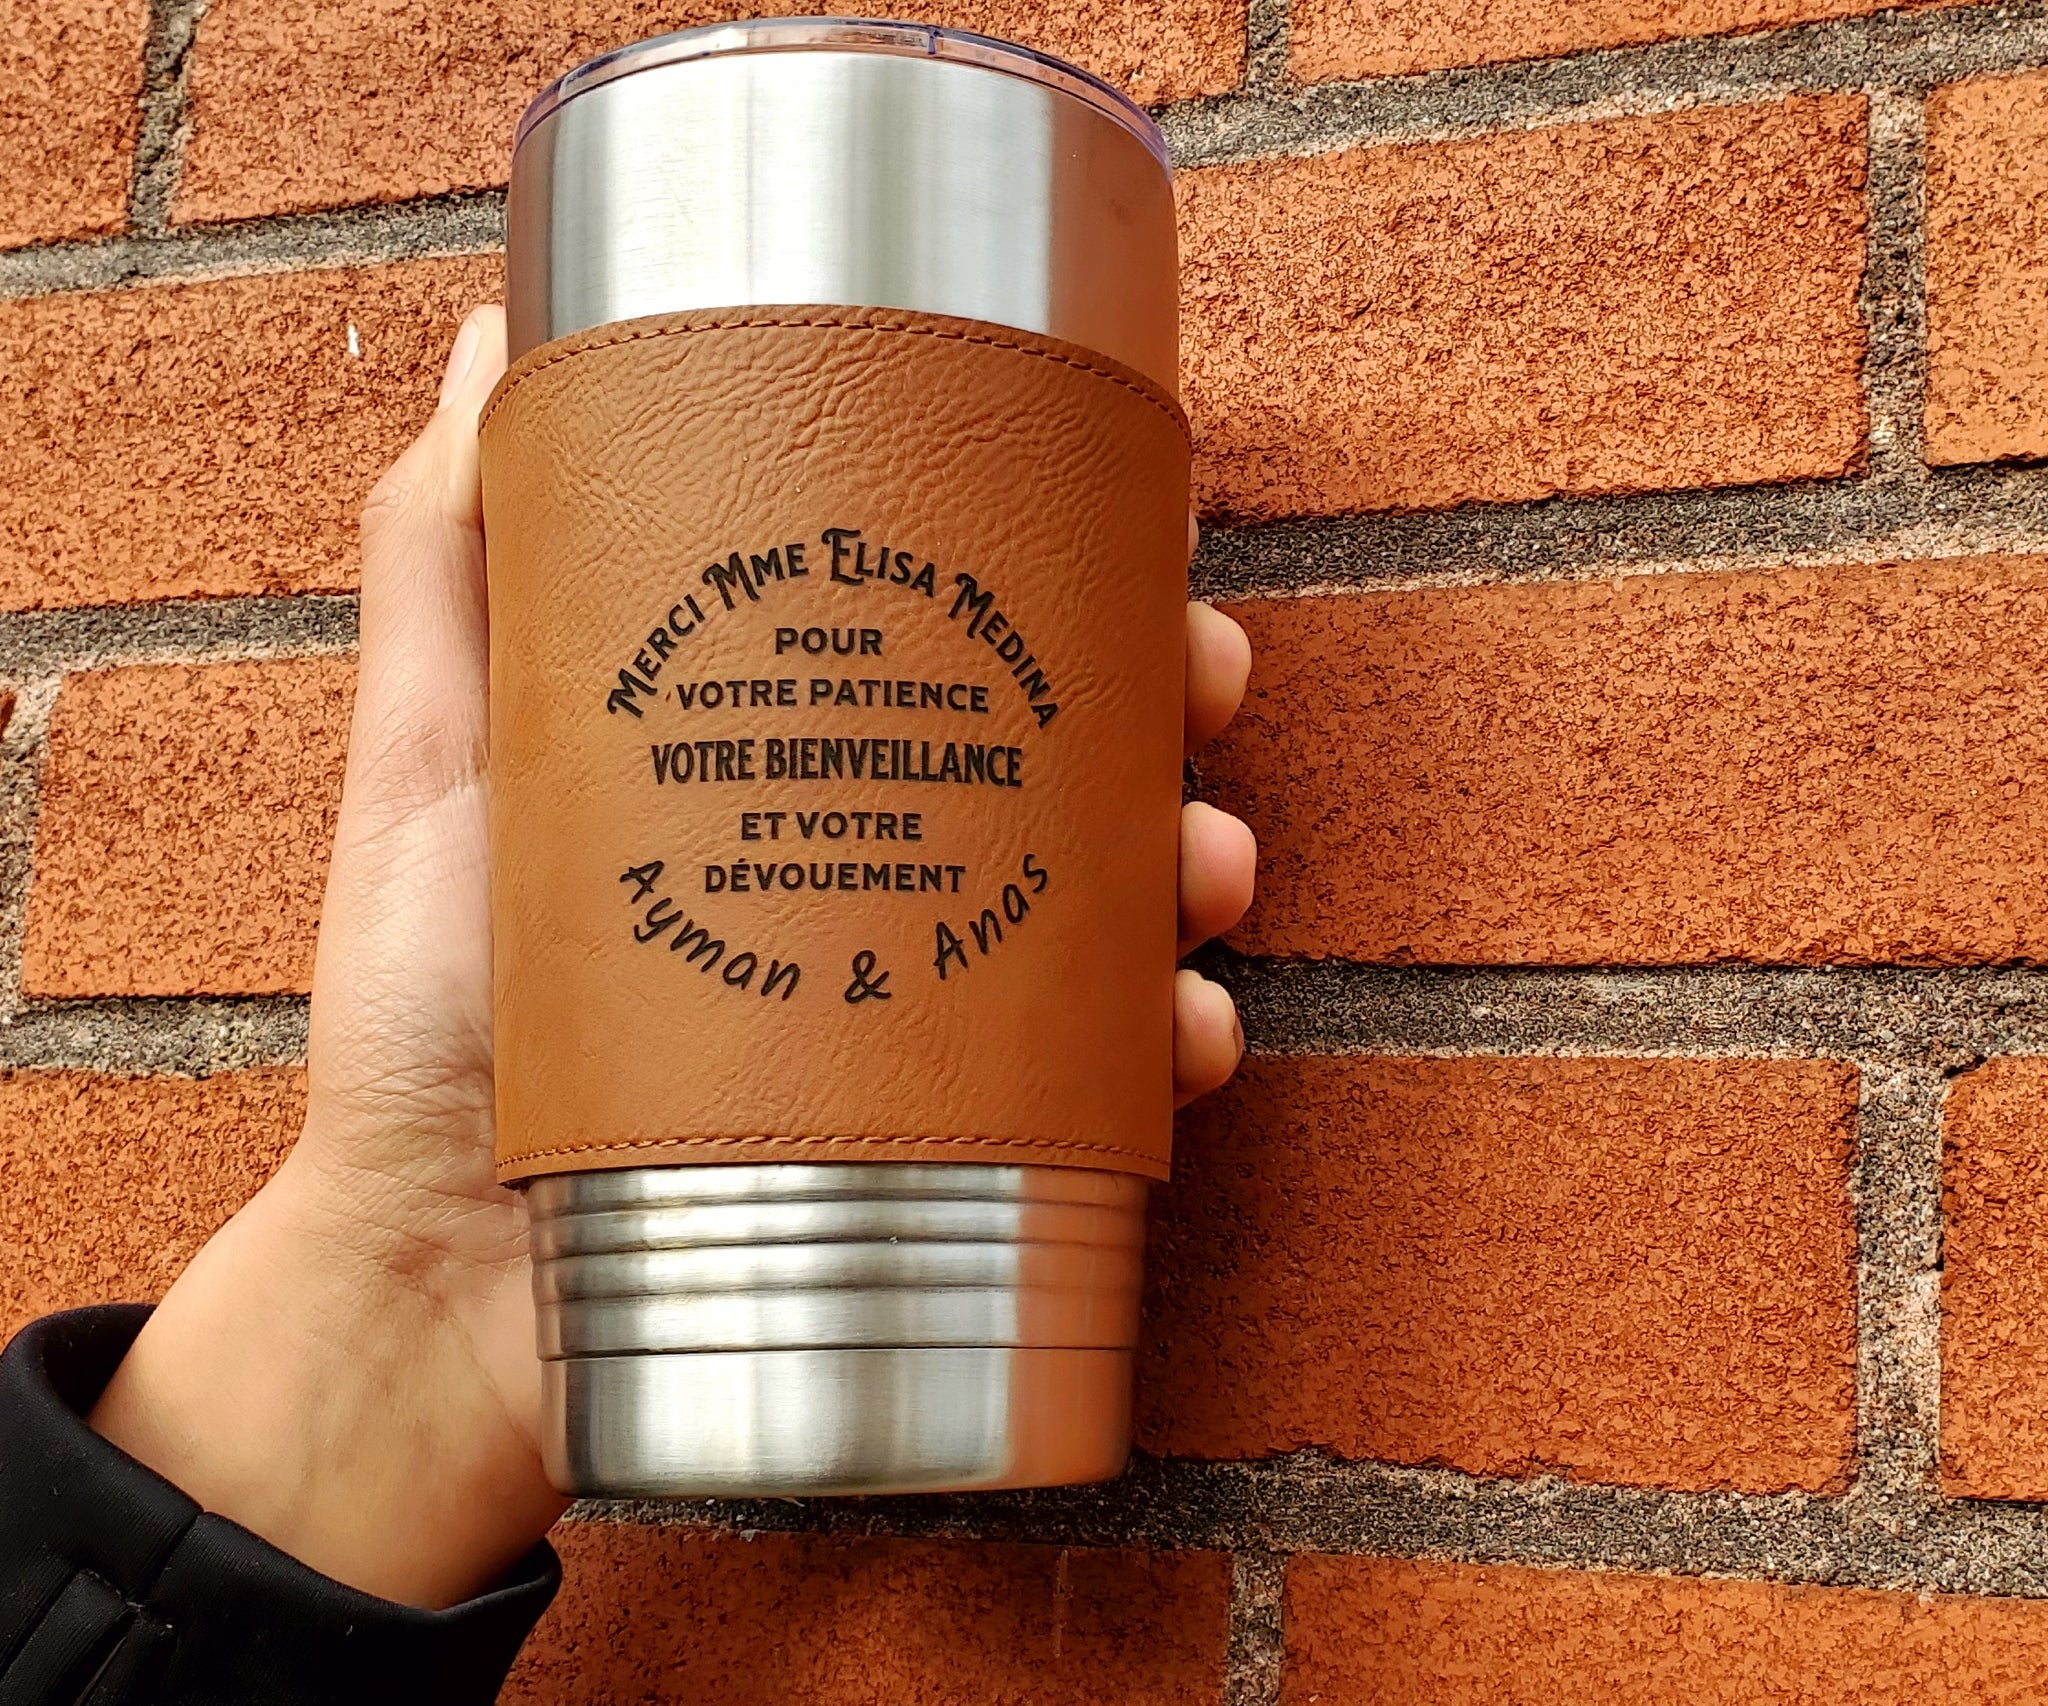 Merci Mme Elisa Medina
POUR
VOTRE PATIENCE
VOTRE BIENVEILLANCE
ET VOTRE
DÉVOUEMENT
Ayman & Anas